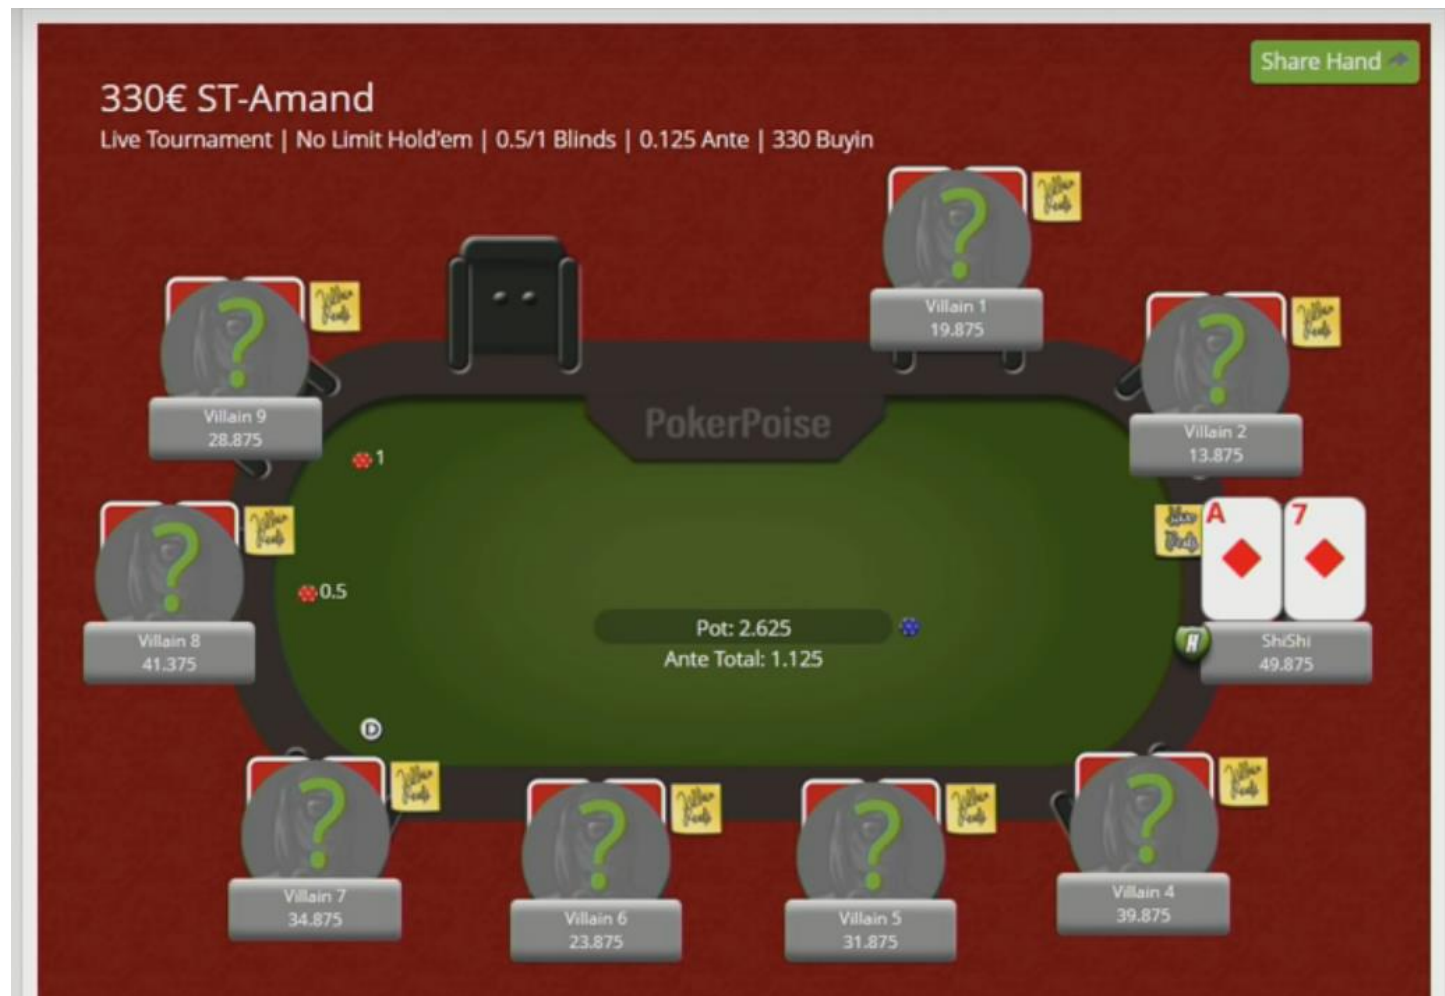 Share Hand
330€ ST-Amand
Live Tournament | No Limit Hold'em | 0.5/1 Blinds | 0.125 Ante | 330 Buyin
Villain 1
19.875
Villain 9
28.875
PokerPoise
Villain 2
13.875
1
A
7
Villain 8
41.375
0.5
Pot: 2.625
Ante Total: 1.125
H
ShiShi
49.875
D
Villain 7
34.875
Villain 6
23.875
Villain 5
31.875
Villain 4
39.875